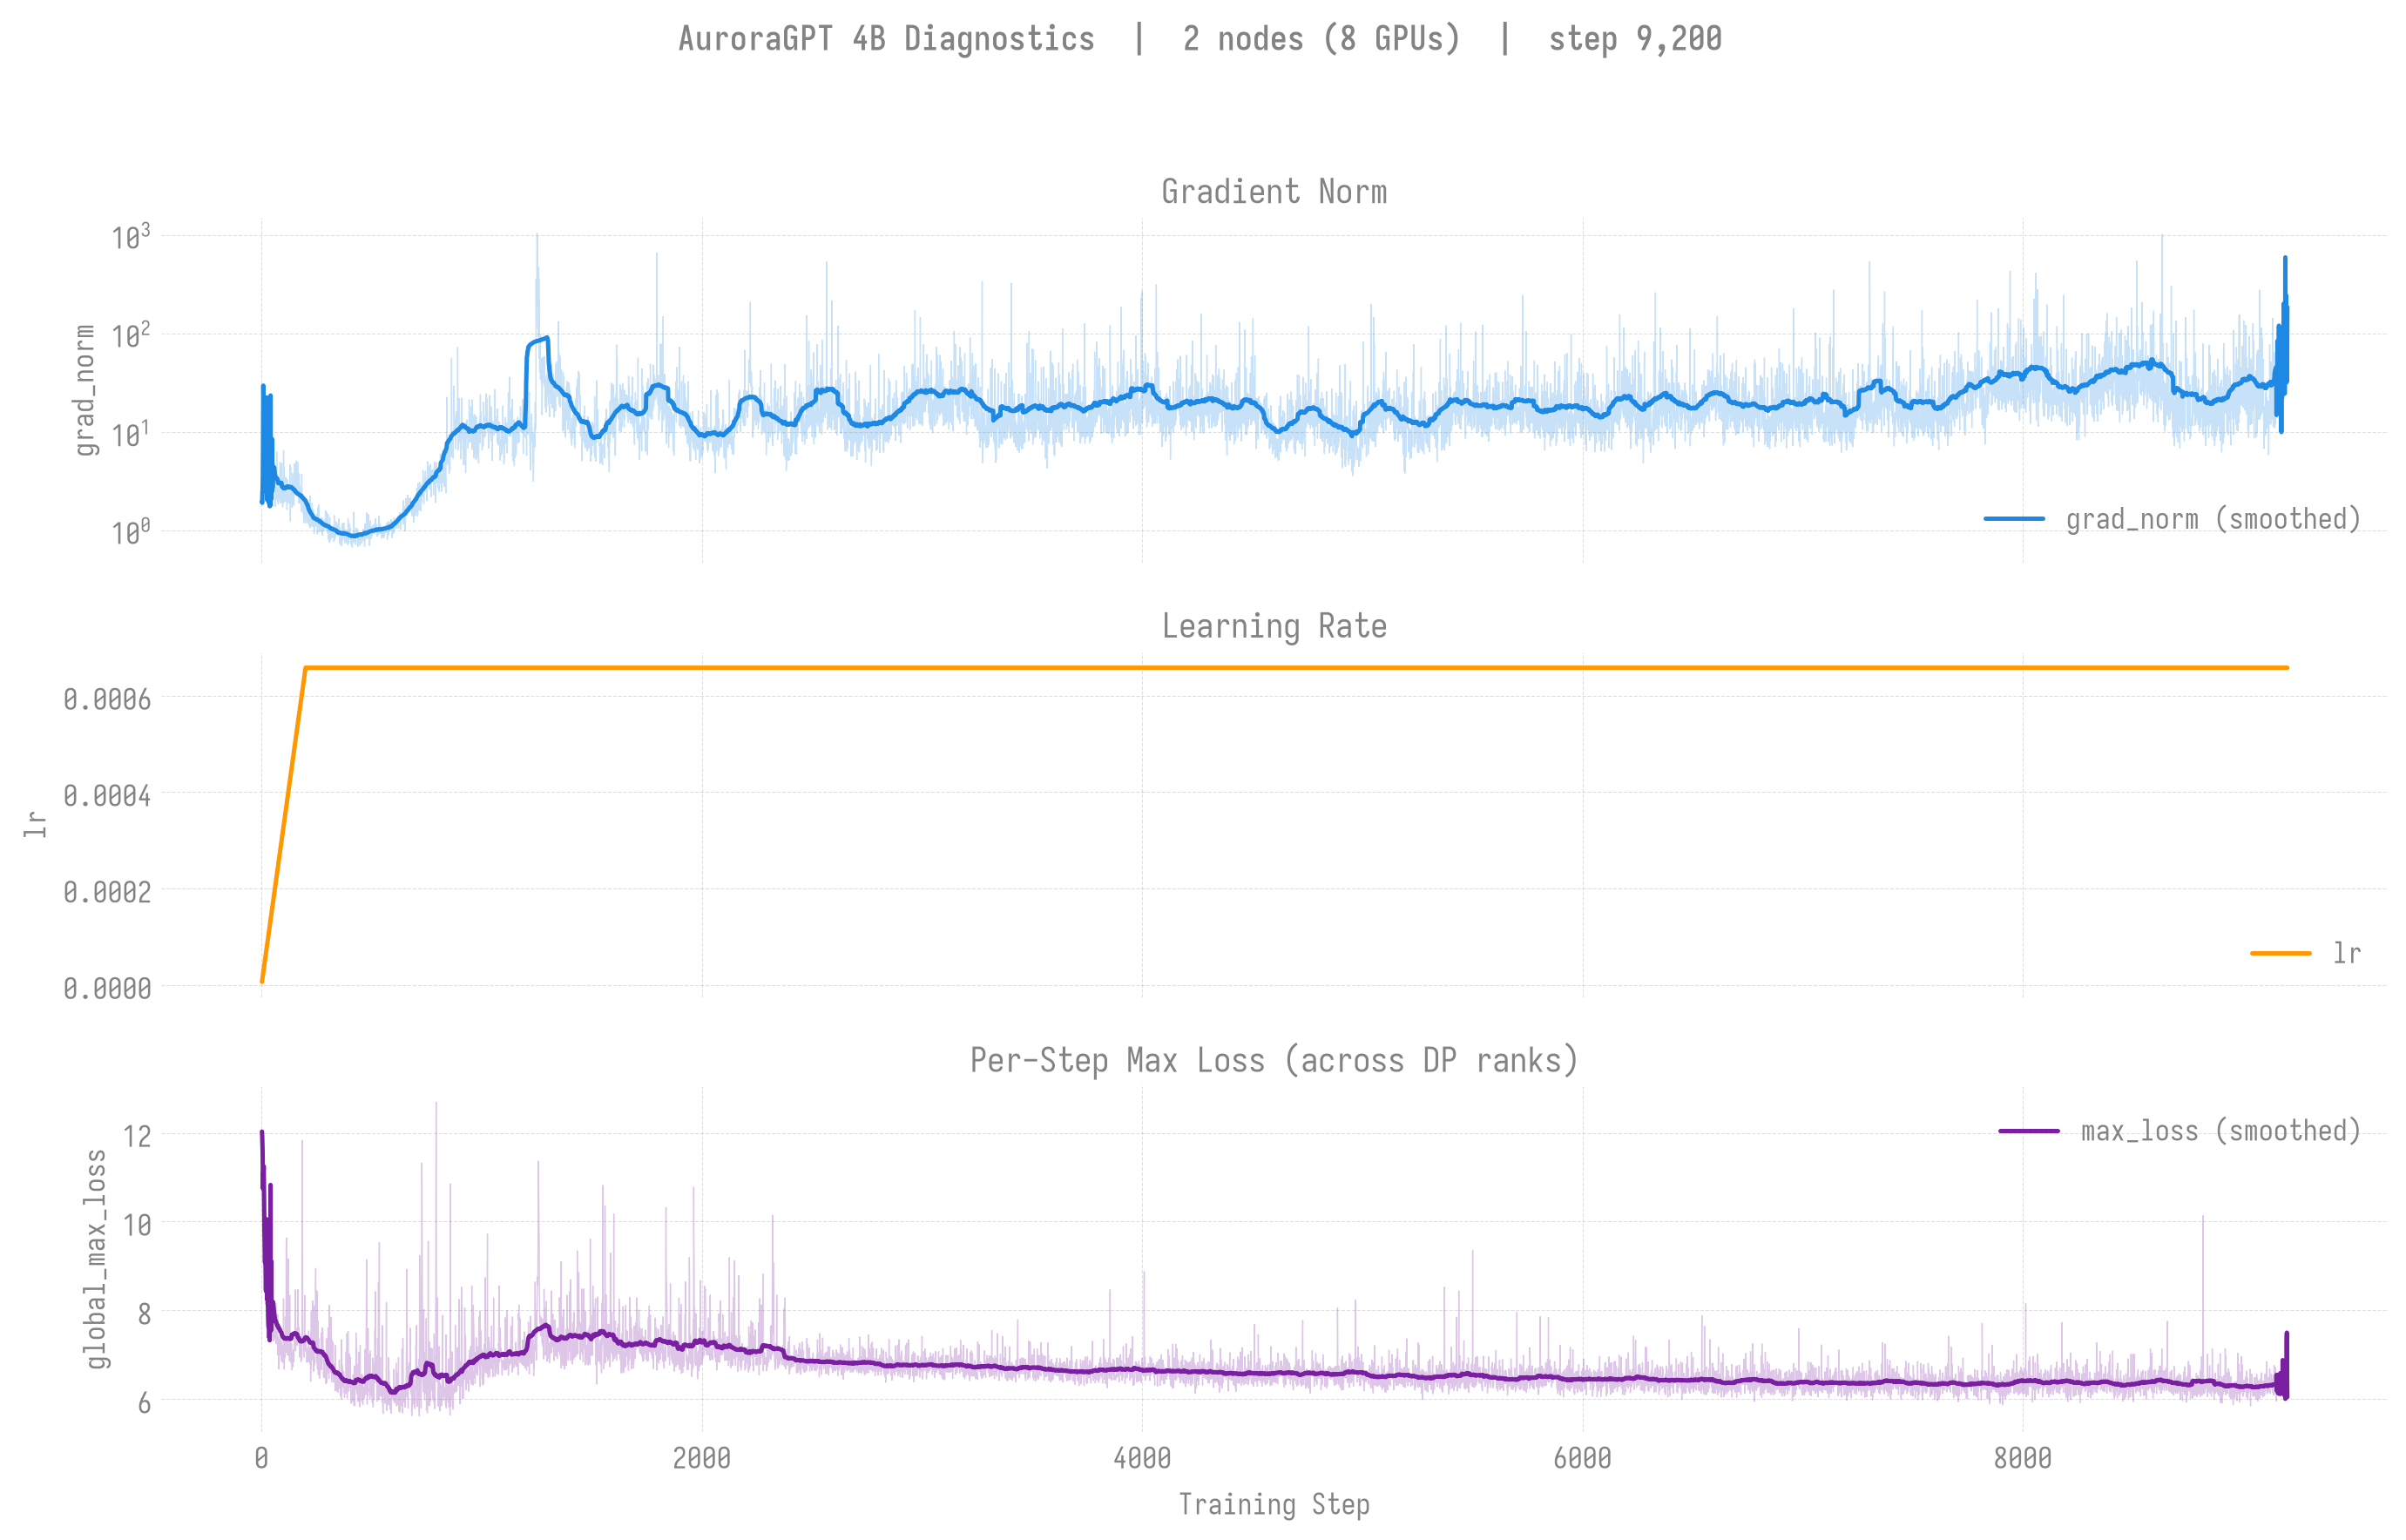 AuroraGPT 4B Diagnostics | 2 nodes (8 GPUs) | step 9,200
Gradient Norm
10³
10²
10¹
10⁰
grad_norm
grad_norm (smoothed)
Learning Rate
0.0006
0.0004
0.0002
0.0000
lr
lr
Per-Step Max Loss (across DP ranks)
12
10
8
6
global_max_loss
max_loss (smoothed)
0 2000 4000 6000 8000
Training Step